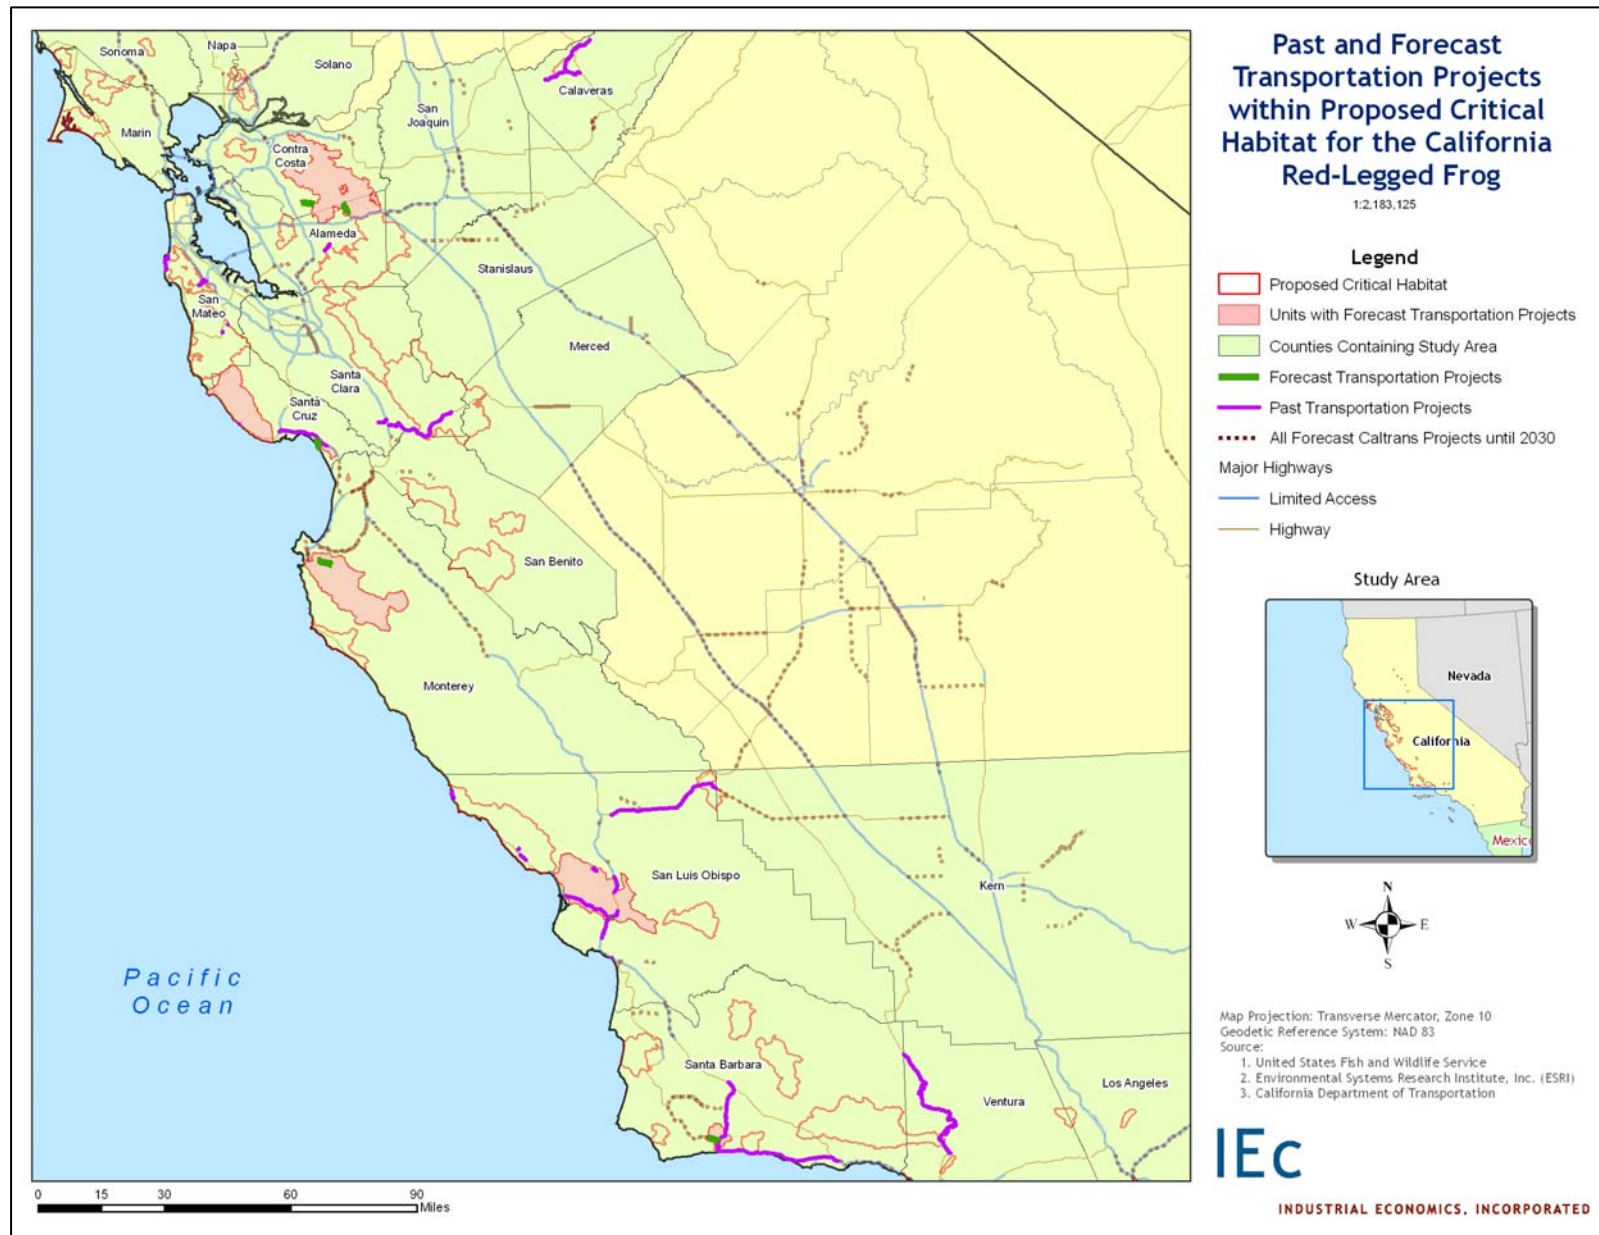 Past and Forecast
Transportation Projects
within Proposed Critical
Habitat for the California
Red-Legged Frog
1:2,183,125
Legend
Proposed Critical Habitat
Units with Forecast Transportation Projects
Counties Containing Study Area
Forecast Transportation Projects
Past Transportation Projects
All Forecast Caltrans Projects until 2030
Major Highways
Limited Access
Highway
Study Area
Nevada
California
Mexic
N
W E
S
Map Projection: Transverse Mercator, Zone 10
Geodetic Reference System: NAD 83
Source:
1. United States Fish and Wildlife Service
2. Environmental Systems Research Institute, Inc. (ESRI)
3. California Department of Transportation
IEc
INDUSTRIAL ECONOMICS, INCORPORATED
Sonoma
Napa
Solano
Marin
San
Joaquin
Calaveras
Contra
Costa
Alameda
Stanislaus
San
Mateo
Merced
Santa
Clara
Santa
Cruz
San Benito
Monterey
San Luis Obispo
Kern
Pacific
Ocean
Santa Barbara
Ventura
Los Angeles
0 15 30 60 90
Miles